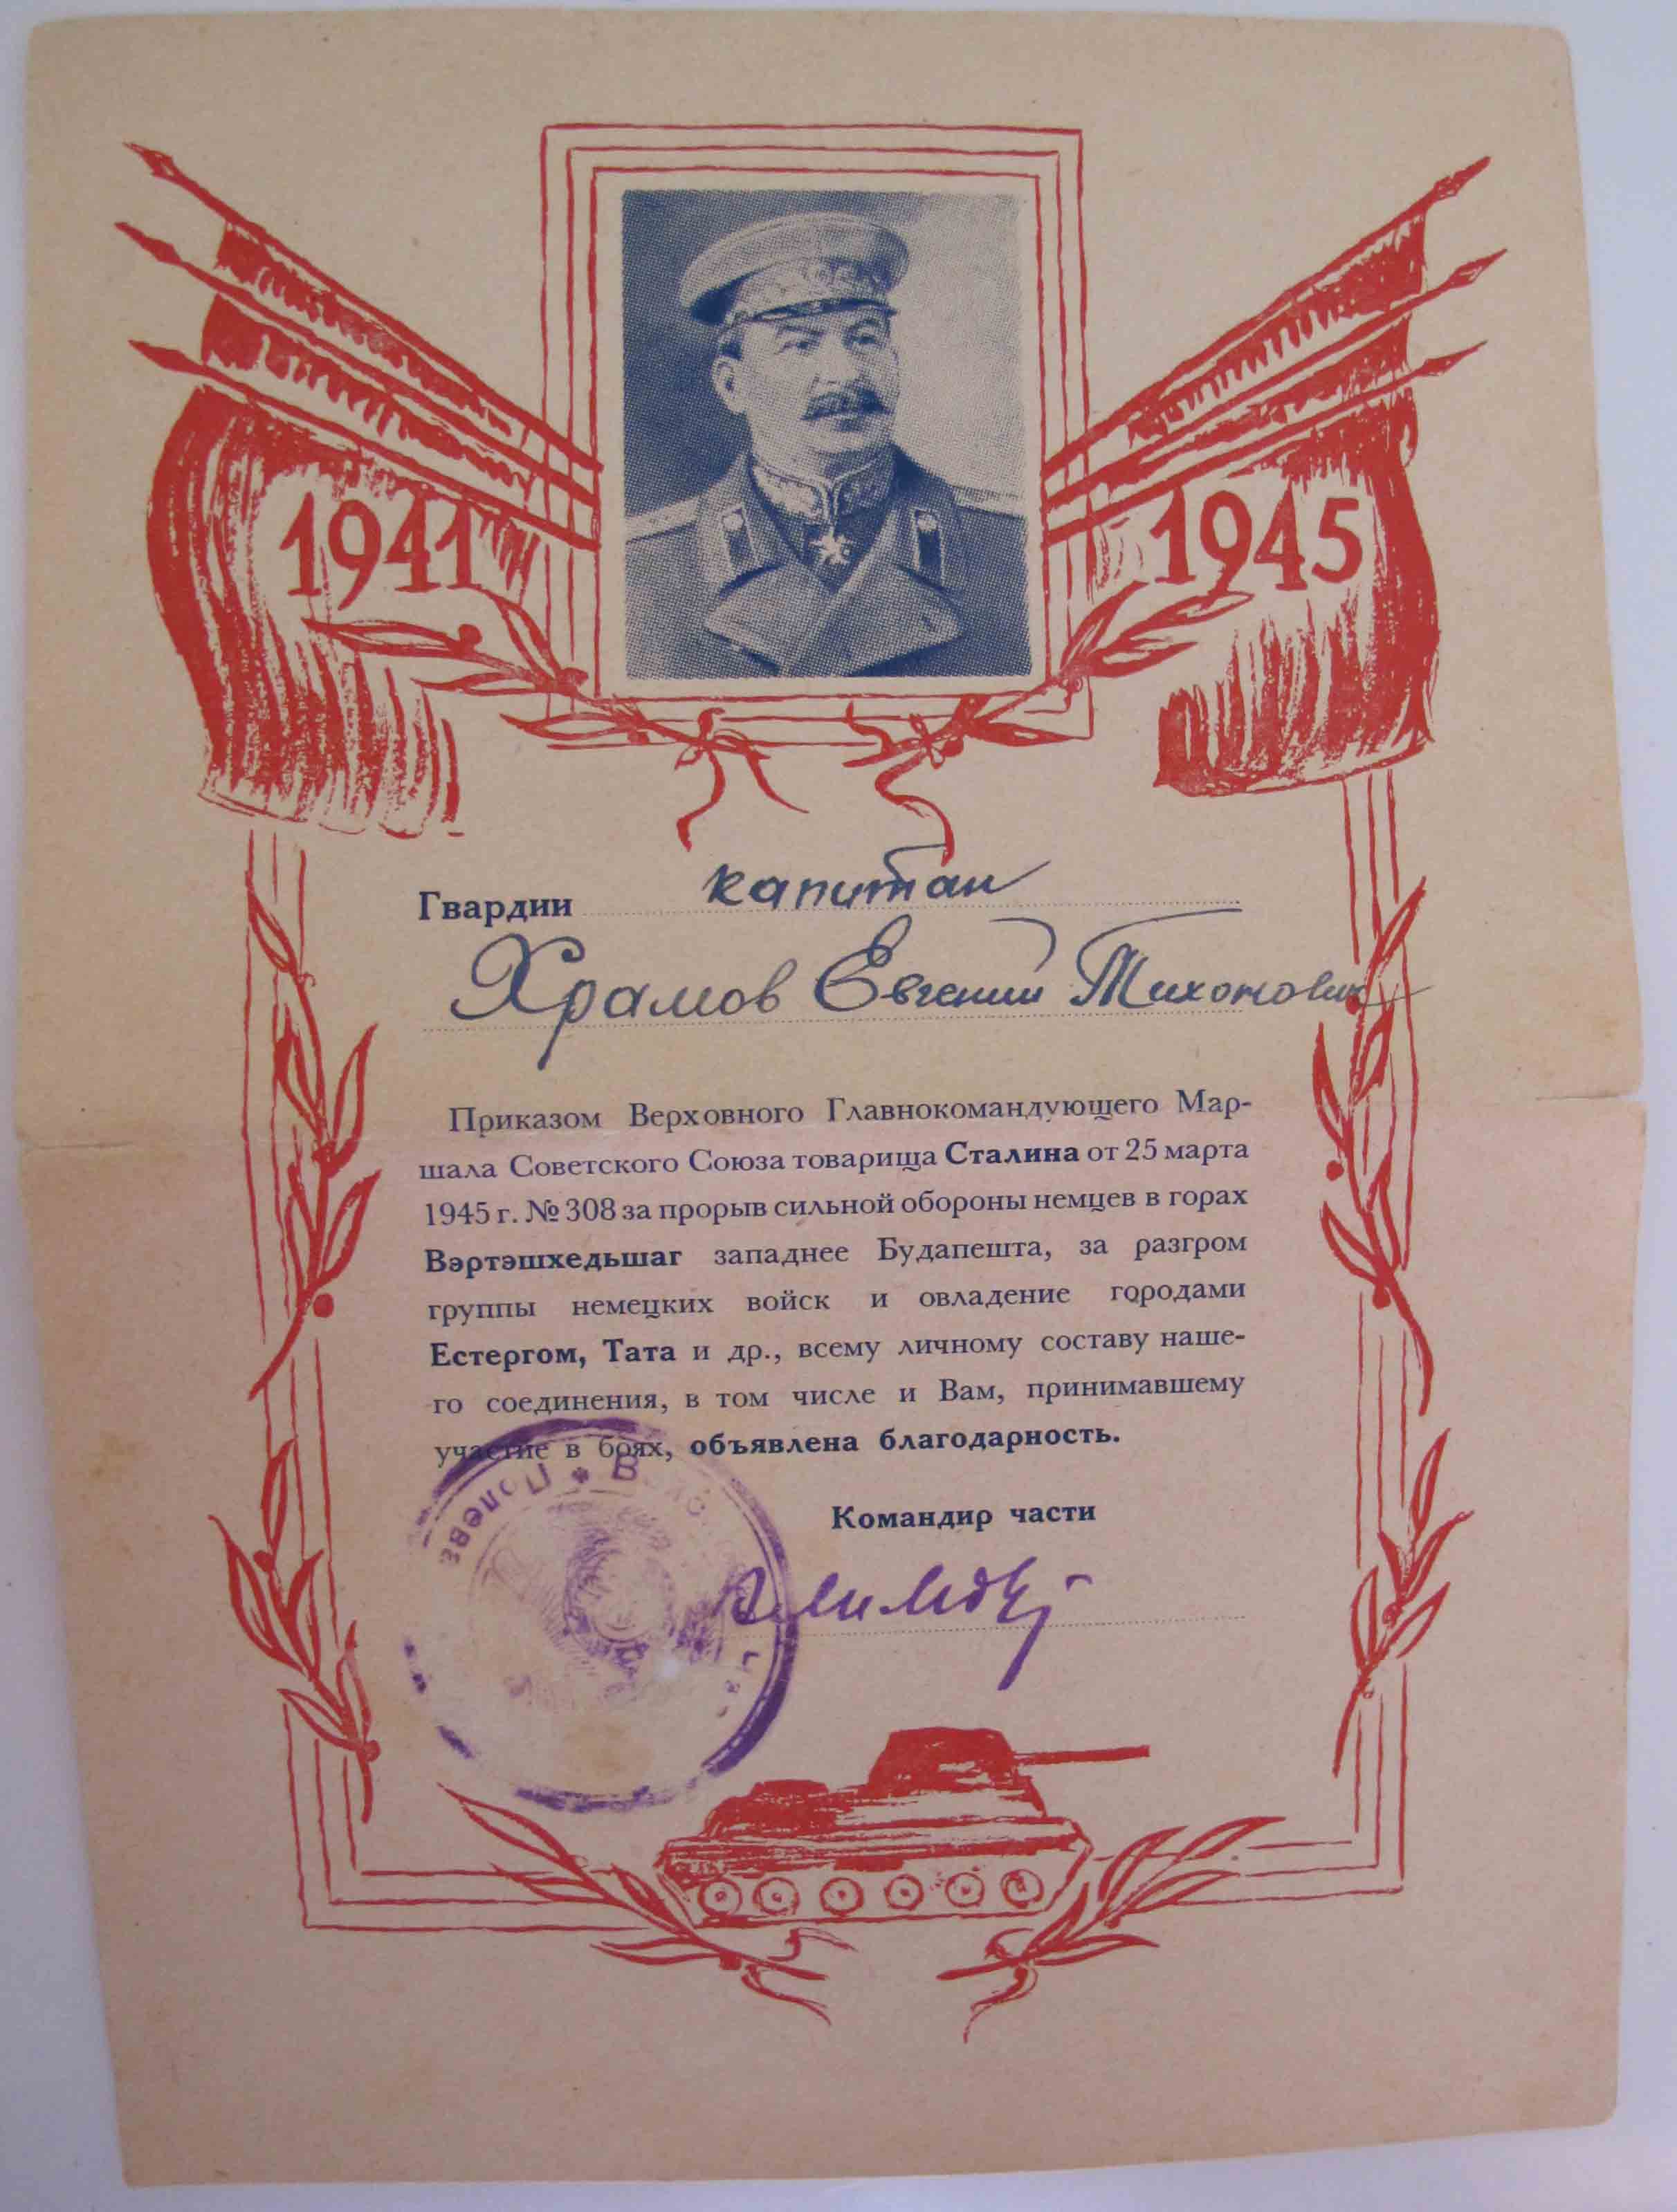 1941
1945
Гвардии капитан
Храмов Евгений Тихонович
Приказом Верховного Главнокомандующего Мар-
шала Советского Союза товарища Сталина от 25 марта
1945 г. № 308 за прорыв сильной обороны немцев в горах
Вэртэшхедьшаг западнее Будапешта, за разгром
группы немецких войск и овладение городами
Естергом, Тата и др., всему личному составу наше-
го соединения, в том числе и Вам, принимавшему
участие в боях, объявлена благодарность.
Командир части